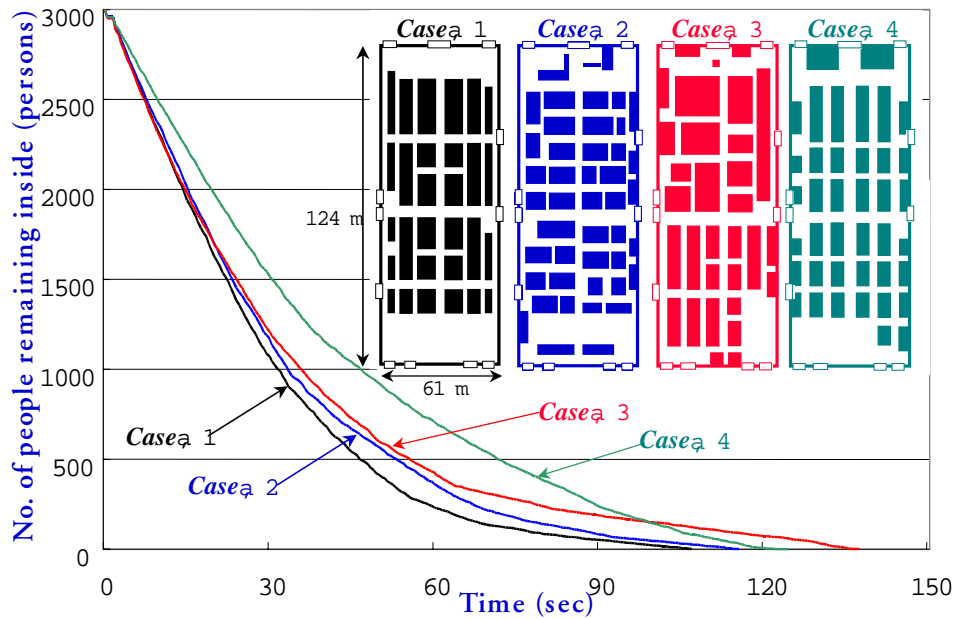 No. of people remaining inside (persons)
3000
2500
2000
1500
1000
500
0
Case¡ 1
Case¡ 2
Case¡ 3
Case¡ 4
124 m
61 m
Case¡ 1
Case¡ 2
Case¡ 3
Case¡ 4
0
30
60
90
120
150
Time (sec)